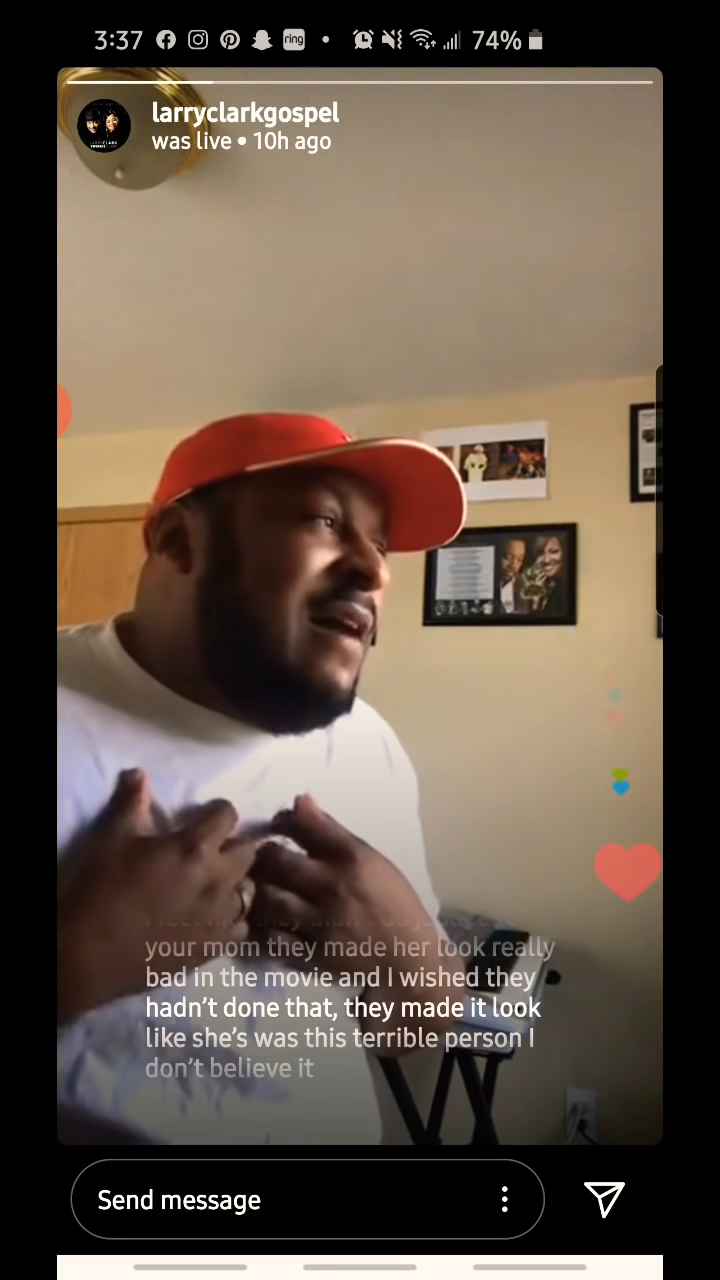 3:37 ring • 74%
larryclarkgospel
was live • 10h ago
your mom they made her look really
bad in the movie and I wished they
hadn't done that, they made it look
like she's was this terrible person I
don't believe it
Send message